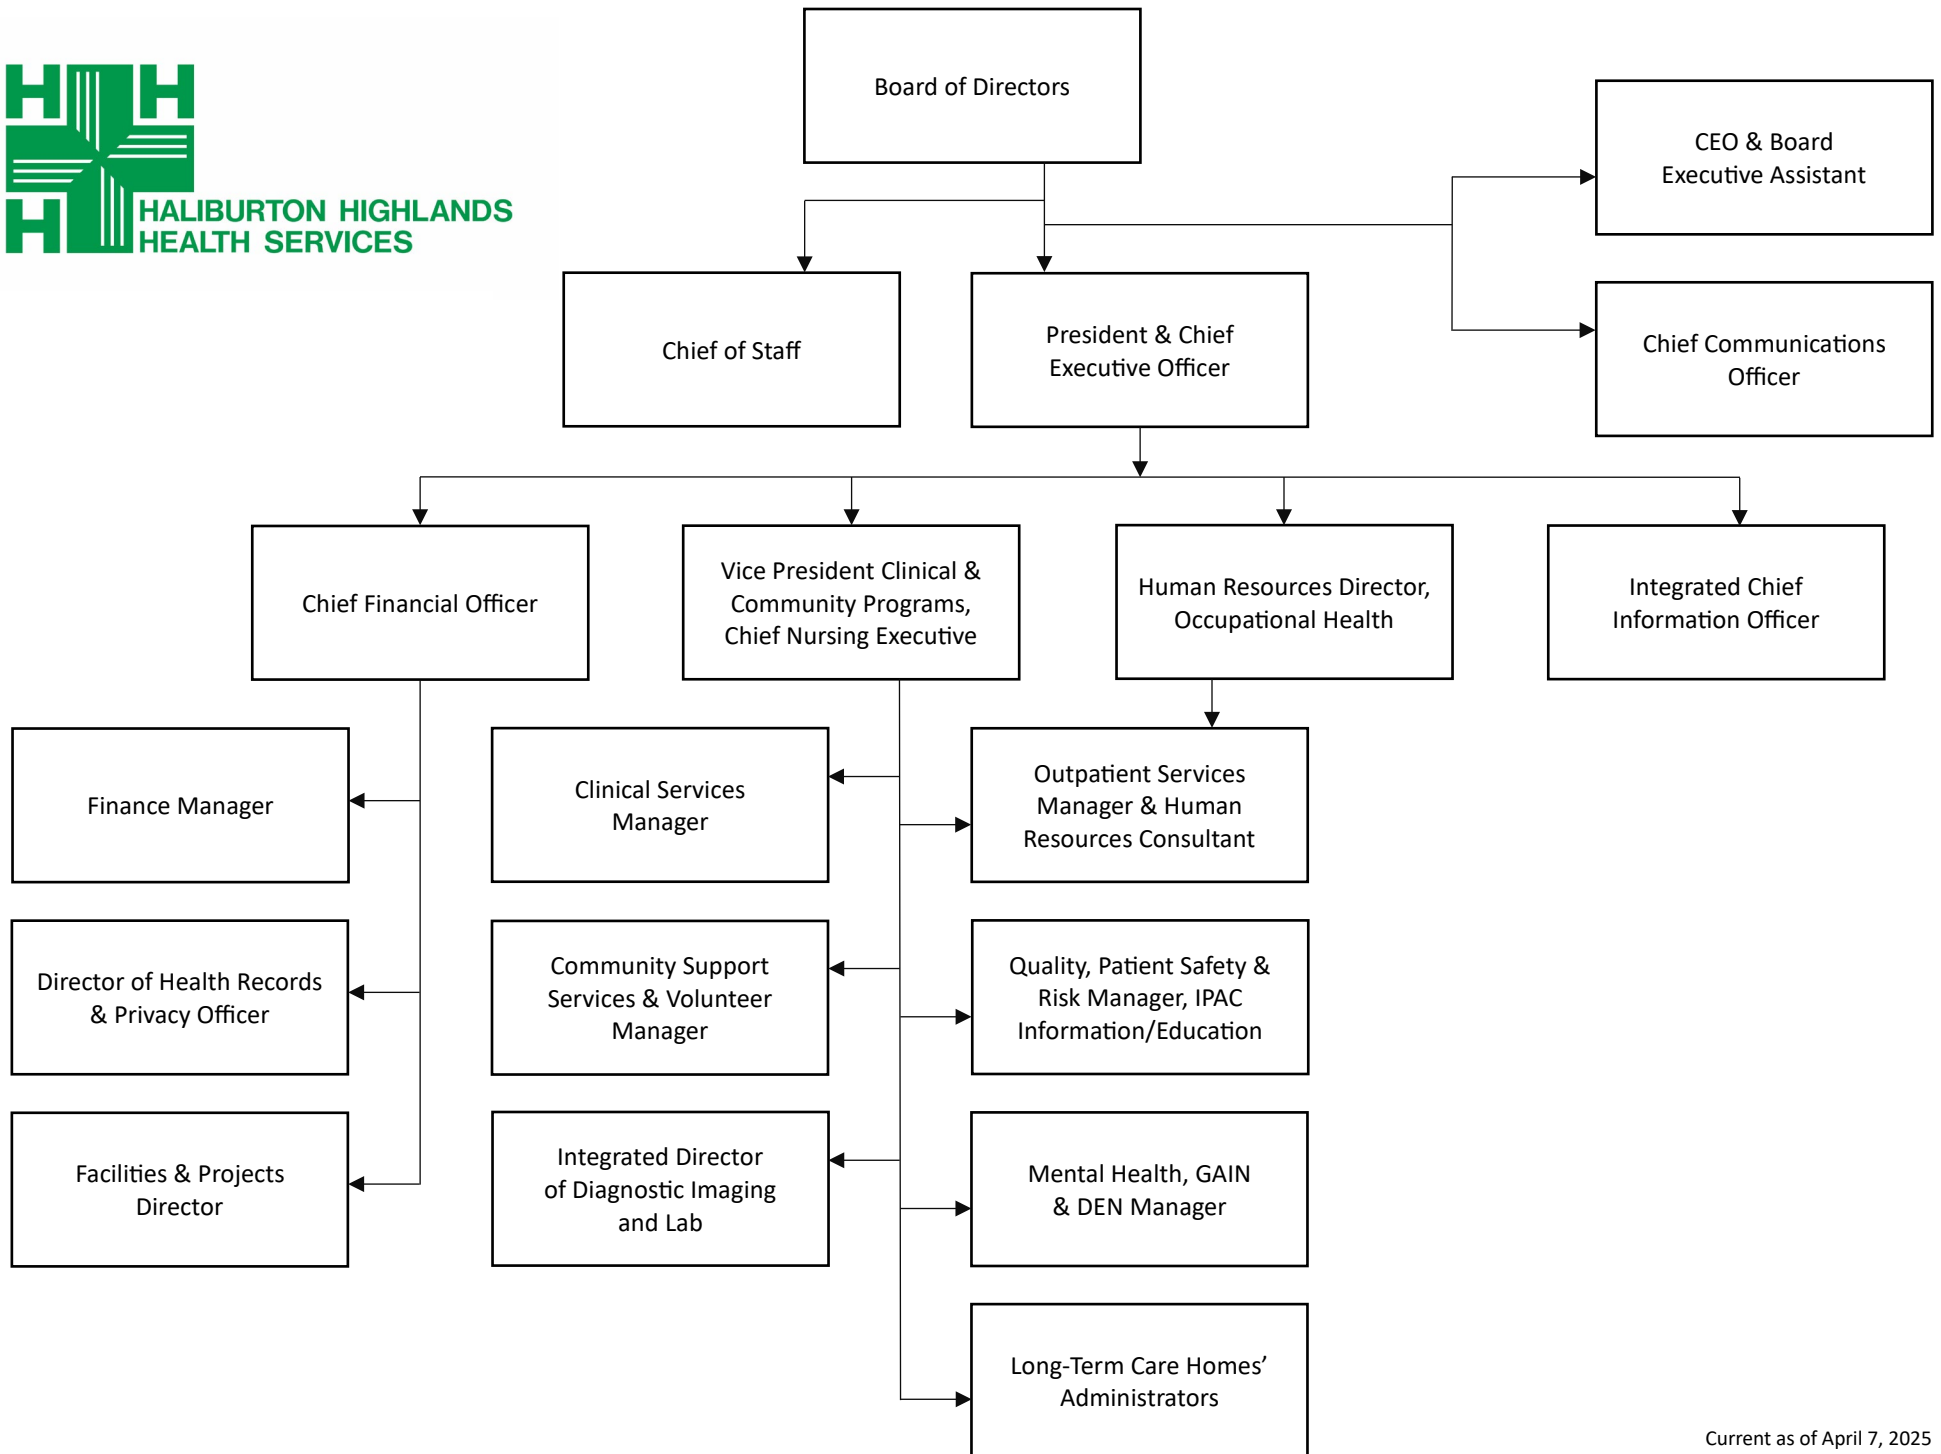 H H
H
HALIBURTON HIGHLANDS
HEALTH SERVICES
Board of Directors
CEO & Board
Executive Assistant
Chief of Staff
President & Chief
Executive Officer
Chief Communications
Officer
Chief Financial Officer
Vice President Clinical &
Community Programs,
Chief Nursing Executive
Human Resources Director,
Occupational Health
Integrated Chief
Information Officer
Finance Manager
Clinical Services
Manager
Outpatient Services
Manager & Human
Resources Consultant
Director of Health Records
& Privacy Officer
Community Support
Services & Volunteer
Manager
Quality, Patient Safety &
Risk Manager, IPAC
Information/Education
Facilities & Projects
Director
Integrated Director
of Diagnostic Imaging
and Lab
Mental Health, GAIN
& DEN Manager
Long-Term Care Homes’
Administrators
Current as of April 7, 2025